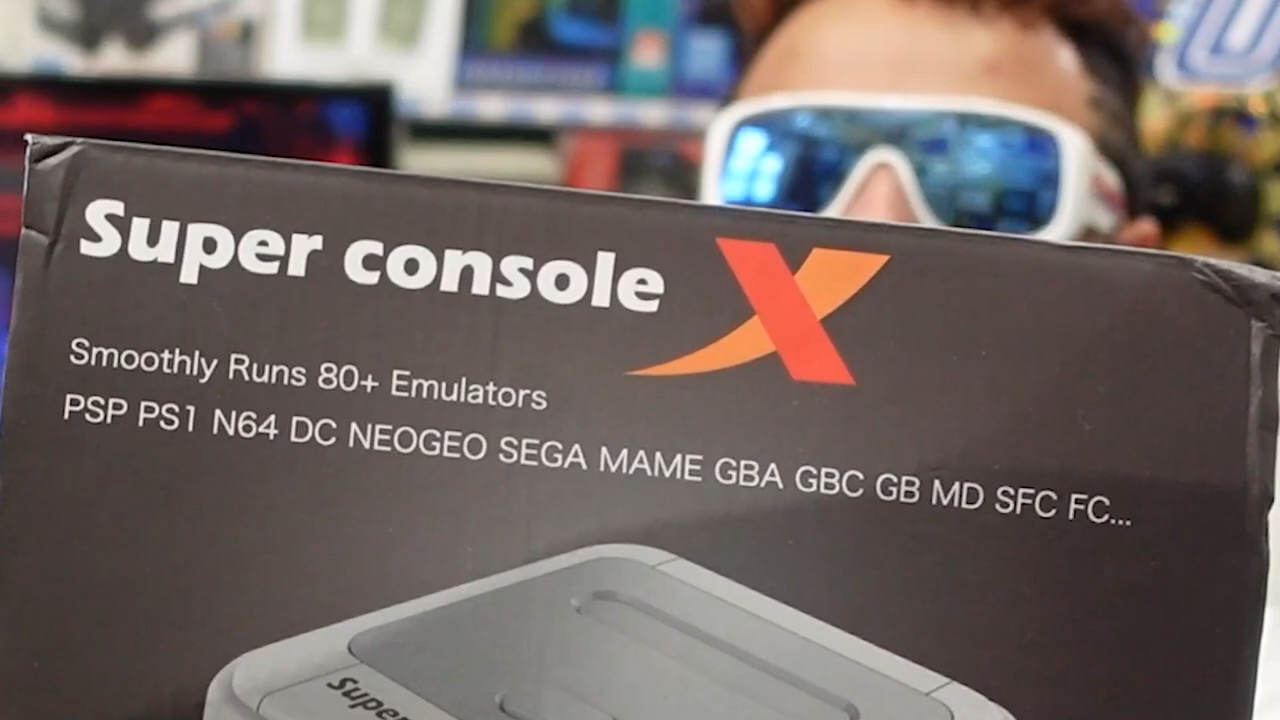 Super console X
Smoothly Runs 80+ Emulators
PSP PS1 N64 DC NEOGEO SEGA MAME GBA GBC GB MD SFC FC...
Super